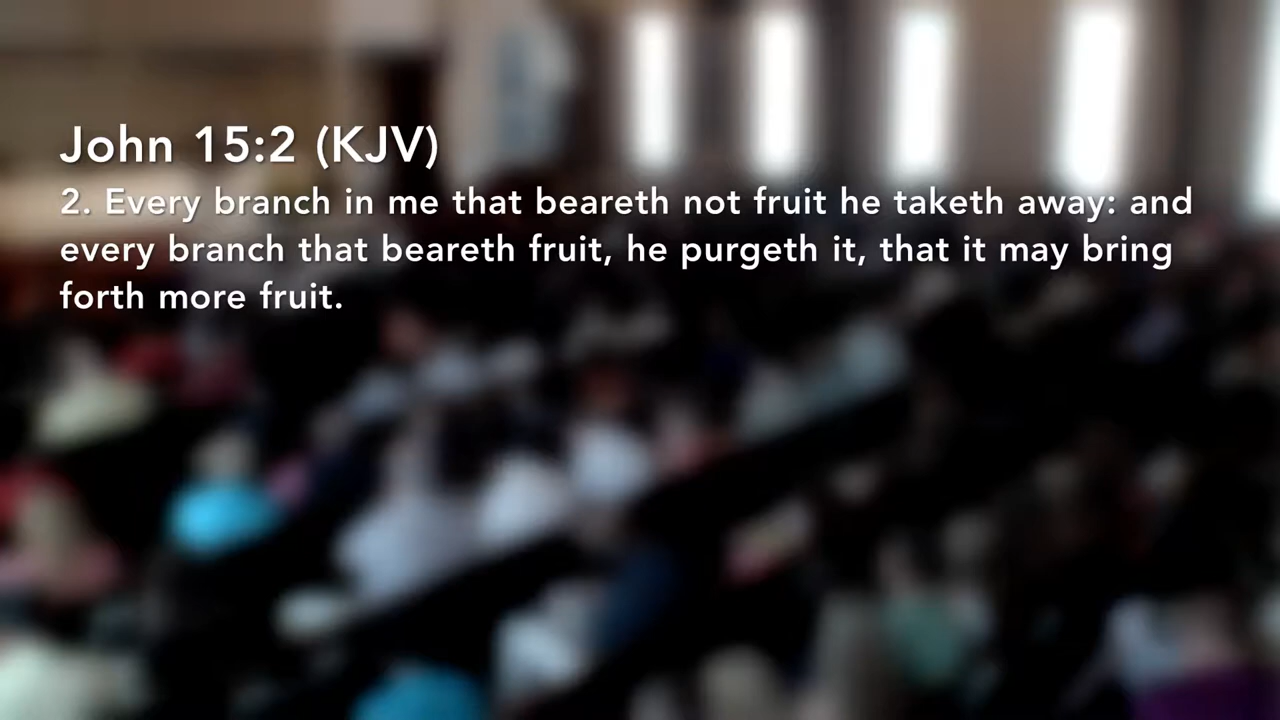 John 15:2 (KJV)
2. Every branch in me that beareth not fruit he taketh away: and
every branch that beareth fruit, he purgeth it, that it may bring
forth more fruit.